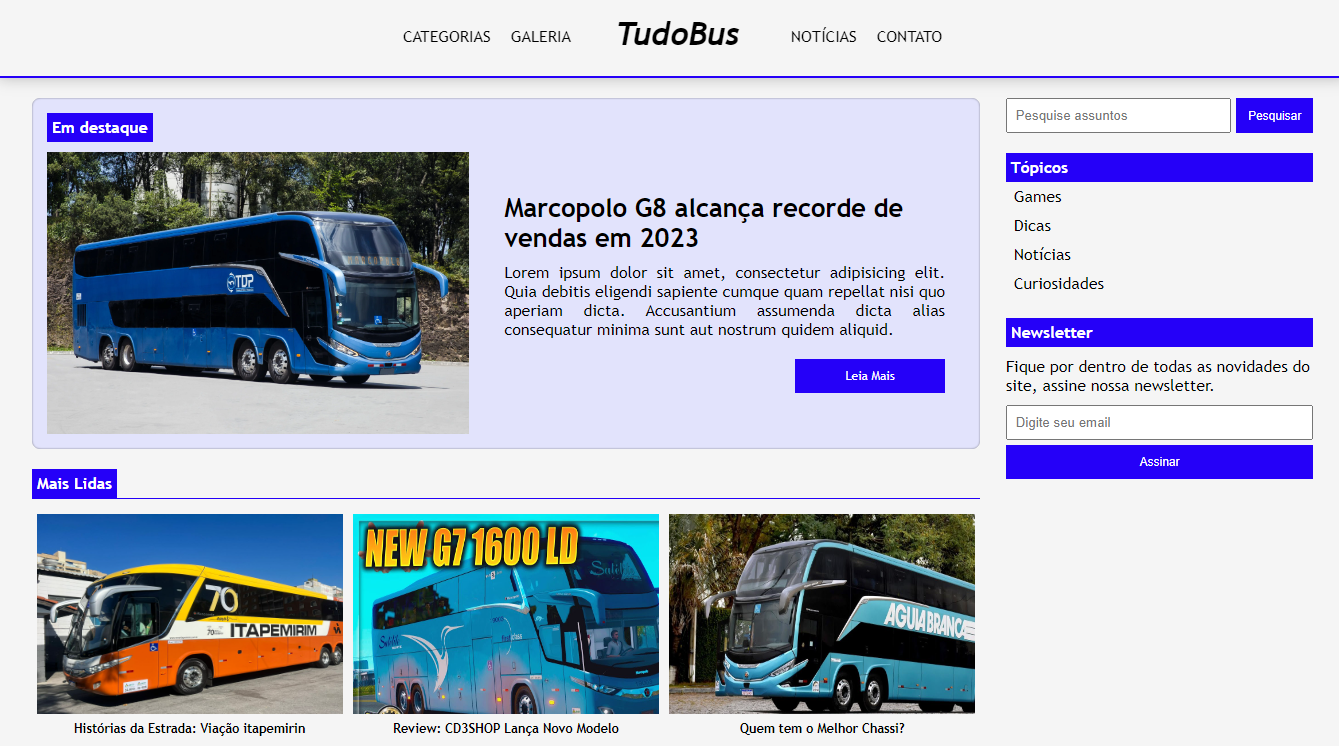 CATEGORIAS GALERIA TudoBus NOTÍCIAS CONTATO
Em destaque
TOP
Marcopolo G8 alcança recorde de
vendas em 2023
Lorem ipsum dolor sit amet, consectetur adipisicing elit.
Quia debitis eligendi sapiente cumque quam repellat nisi quo
aperiam dicta. Accusantium assumenda dicta alias
consequatur minima sunt aut nostrum quidem aliquid.
Leia Mais
Pesquise assuntos Pesquisar
Tópicos
Games
Dicas
Notícias
Curiosidades
Newsletter
Fique por dentro de todas as novidades do
site, assine nossa newsletter.
Digite seu email
Assinar
Mais Lidas
70
70
ITAPEMIRIM
Histórias da Estrada: Viação itapemirin
NEW G7 1600 LD
Satélite
Review: CD3SHOP Lança Novo Modelo
AGUIA BRANCA
Quem tem o Melhor Chassi?